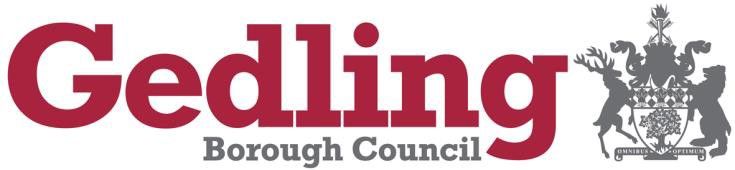 Gedling
Borough Council
OMNIBUS OPTIMUM